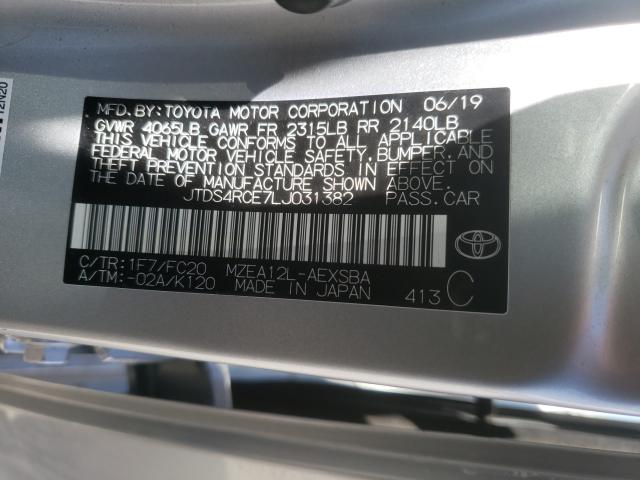 MFD. BY: TOYOTA MOTOR CORPORATION 06/19
GVWR 4065LB GAWR FR 2315LB RR 2140LB
THIS VEHICLE CONFORMS TO ALL APPLICABLE
FEDERAL MOTOR VEHICLE SAFETY, BUMPER, AND
THEFT PREVENTION STANDARDS IN EFFECT ON
THE DATE OF MANUFACTURE SHOWN ABOVE.
JTDS4RCE7LJ031382 PASS. CAR
C/TR: 1F7/FC20 MZEA12L-AEXSBA
A/TM: -02A/K120 MADE IN JAPAN
413 C